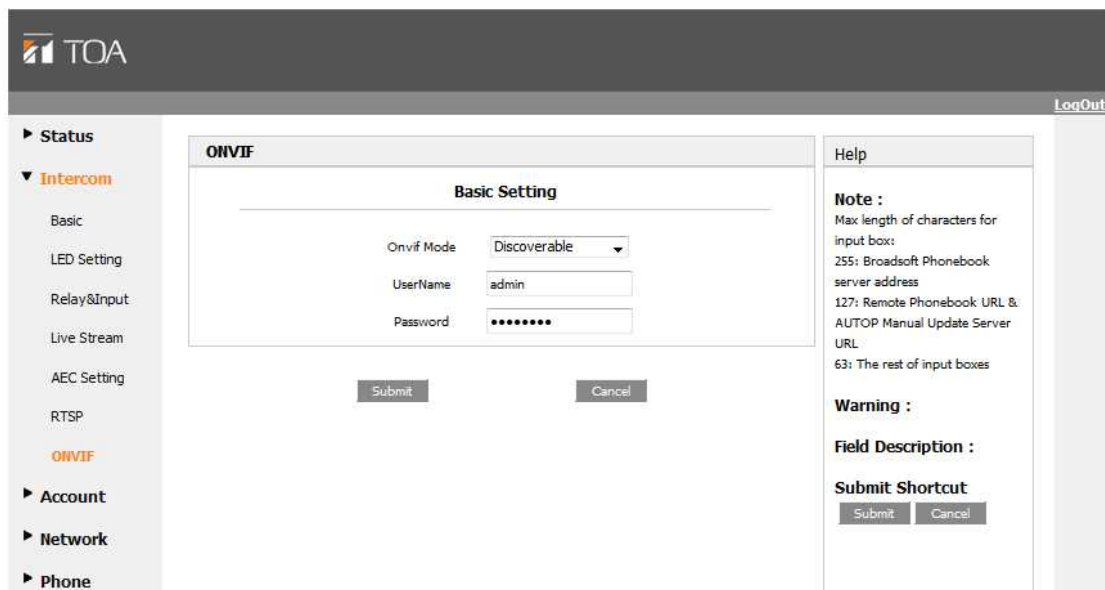 TOA
LogOut
Status
Intercom
Basic
LED Setting
Relay&Input
Live Stream
AEC Setting
RTSP
ONVIF
Account
Network
Phone
ONVIF
Basic Setting
Onvif Mode Discoverable
UserName admin
Password ••••••••
Submit Cancel
Help
Note :
Max length of characters for
input box:
255: Broadsoft Phonebook
server address
127: Remote Phonebook URL &
AUTOP Manual Update Server
URL
63: The rest of input boxes
Warning :
Field Description :
Submit Shortcut
Submit Cancel